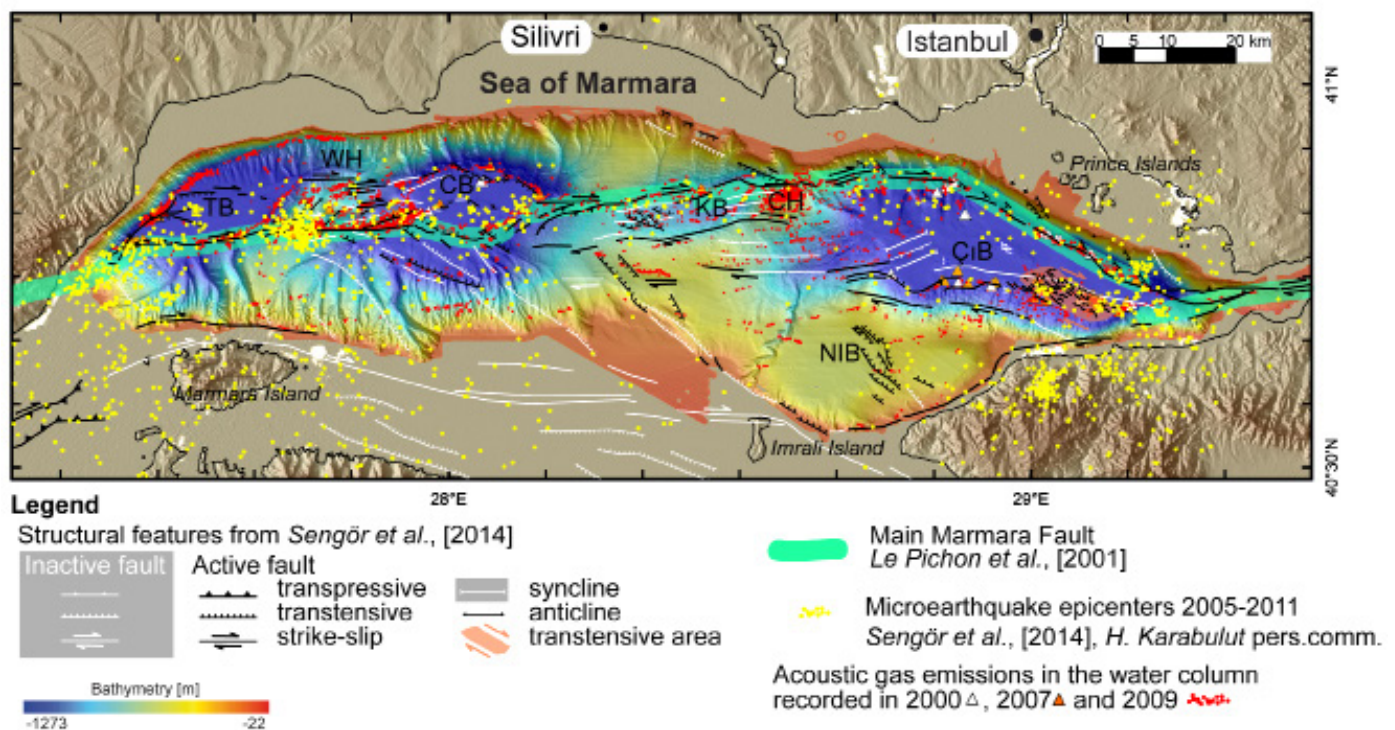 Silivri
Istanbul
0 5 10 20 km
Sea of Marmara
41°N
WH
Prince Islands
CB
TB
KB
CH
ÇıB
NIB
Marmara Island
Imrali Island
40°30'N
28°E
29°E
Legend
Structural features from Sengör et al., [2014]
Inactive fault
Active fault
transpressive
transtensive
strike-slip
syncline
anticline
transtensive area
Main Marmara Fault
Le Pichon et al., [2001]
Microearthquake epicenters 2005-2011
Sengör et al., [2014], H. Karabulut pers.comm.
Acoustic gas emissions in the water column
recorded in 2000, 2007 and 2009
Bathymetry [m]
-1273
-22